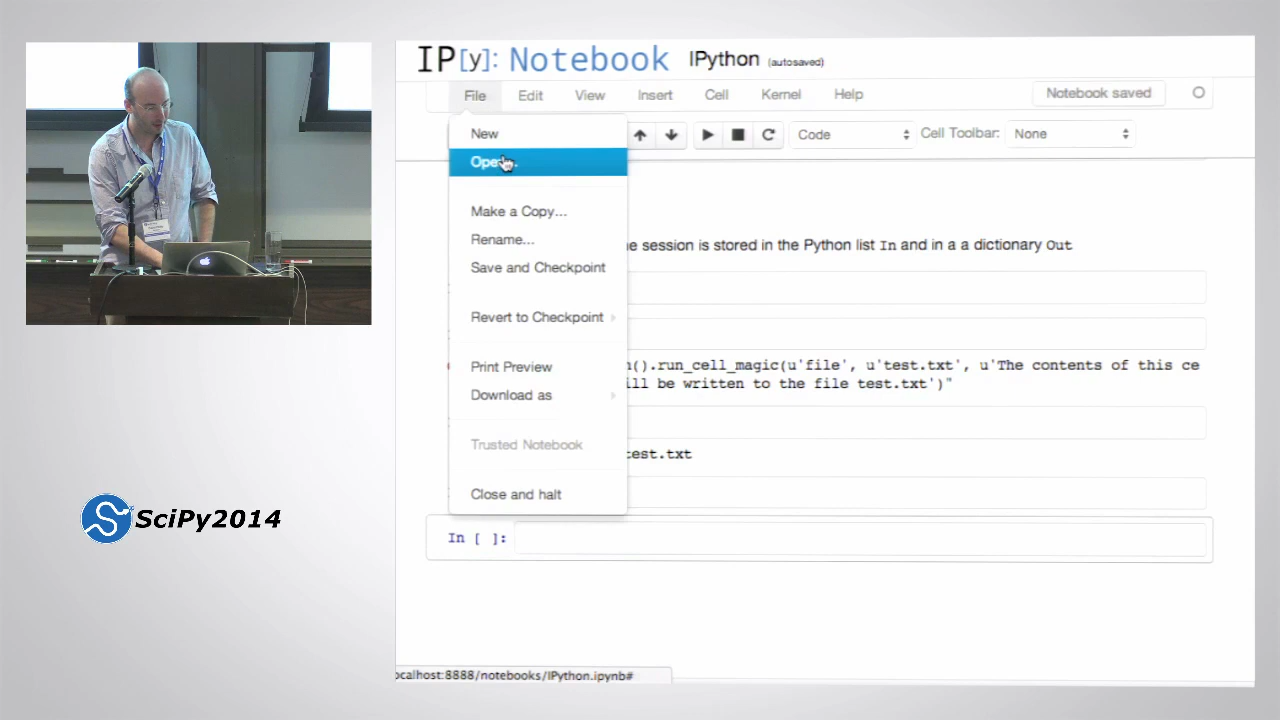 IP[y]: Notebook IPython (autosaved)
File Edit View Insert Cell Kernel Help Notebook saved
Code Cell Toolbar: None
New
Open...
Make a Copy...
Rename...
Save and Checkpoint
Revert to Checkpoint
Print Preview
Download as
Trusted Notebook
Close and halt
session is stored in the Python list In and in a a dictionary Out
().run_cell_magic(u'file', u'test.txt', u'The contents of this ce
be written to the file test.txt')"
test.txt
In [ ]:
localhost:8888/notebooks/IPython.ipynb#
SciPy2014